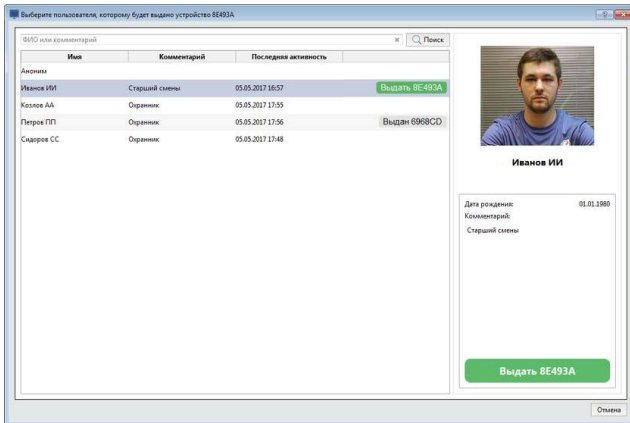 Выберите пользователя, которому будет выдано устройство 8E493A
ФИО или комментарий
Поиск
Имя Комментарий Последняя активность
Аноним
Иванов ИИ Старший смены 05.05.2017 16:57 Выдать 8E493A
Козлов АА Охранник 05.05.2017 17:55
Петров ПП Охранник 05.05.2017 17:56 Выдан 6968CD
Сидоров СС Охранник 05.05.2017 17:48
Иванов ИИ
Дата рождения: 01.01.1980
Комментарий:
Старший смены
Выдать 8E493A
Отмена